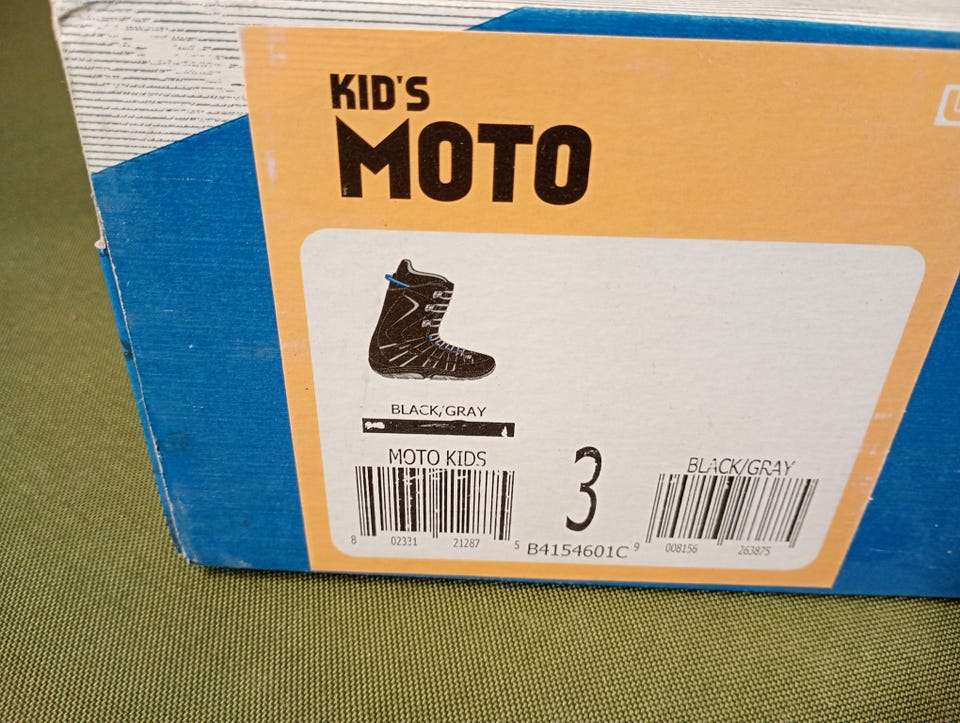 KID'S
MOTO
BLACK/GRAY
MOTO KIDS
3
BLACK/GRAY
8 02331 21287 5
B4154601C
9 008156 263875